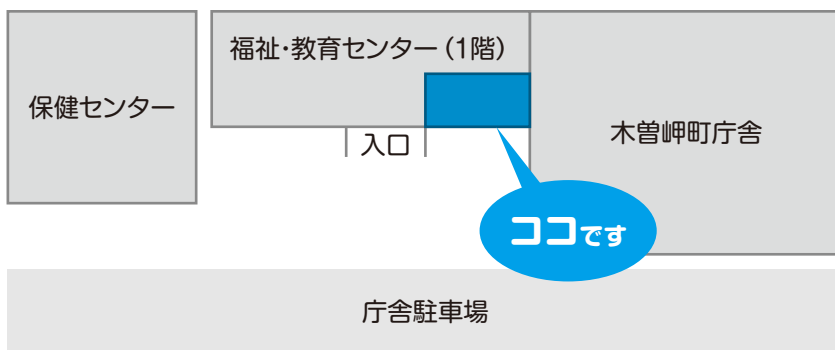 福祉・教育センター（1階）
保健センター
木曽岬町庁舎
入口
ココです
庁舎駐車場